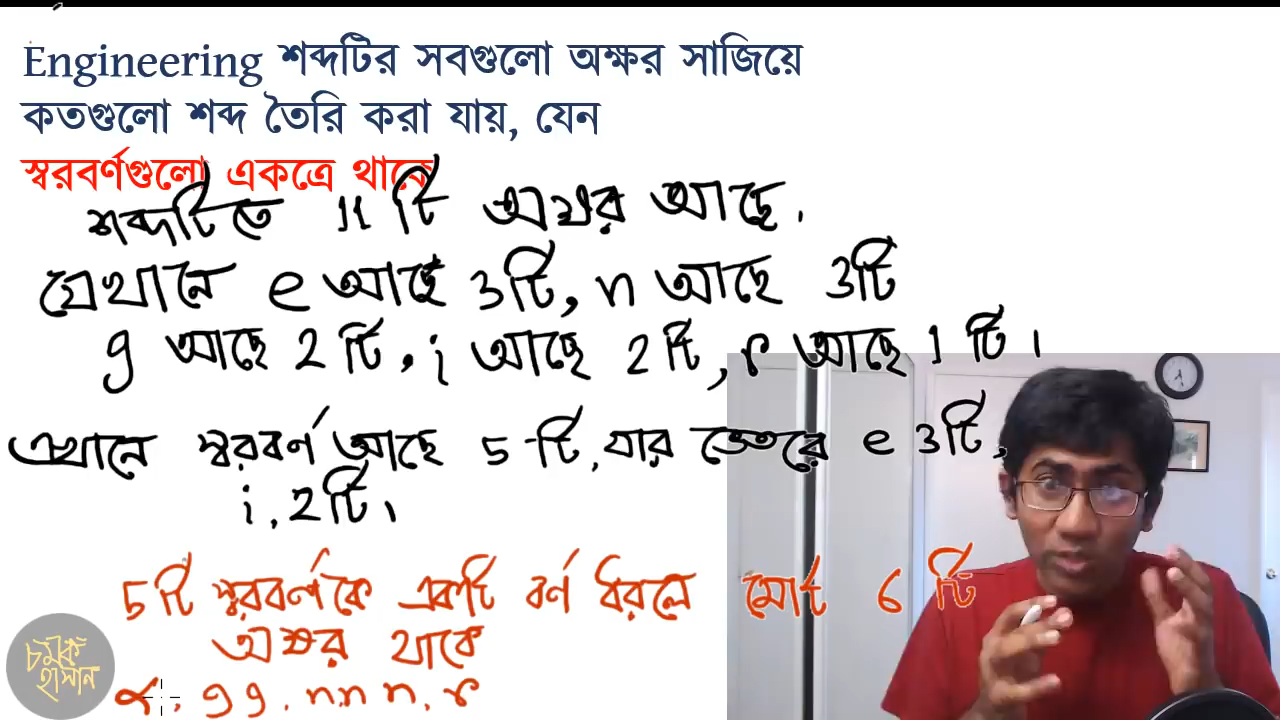 Engineering শব্দটির সবগুলো অক্ষর সাজিয়ে
কতগুলো শব্দ তৈরি করা যায়, যেন
স্বরবর্ণগুলো একত্রে থাকে
শব্দটিতে 11 টি অক্ষর আছে.
যেখানে e আছে 3টি, n আছে 3টি
g আছে 2 টি, i আছে 2 টি, r আছে 1 টি।
এখানে স্বরবর্ণ আছে 5 টি, যার ভেতরে e 3টি,
i, 2টি।
5টি স্বরবর্ণকে একটি বর্ণ ধরলে মোট 6 টি
অক্ষর থাকে
α, g g, n n n, r
চমক
হাসান